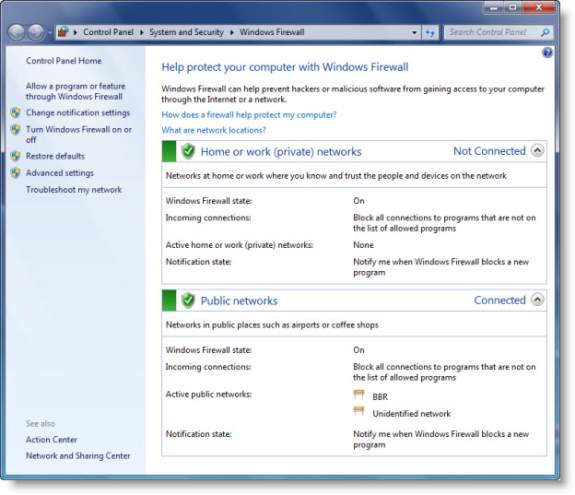 Control Panel ▸ System and Security ▸ Windows Firewall
Search Control Panel
Control Panel Home
Allow a program or feature
through Windows Firewall
Change notification settings
Turn Windows Firewall on or
off
Restore defaults
Advanced settings
Troubleshoot my network
See also
Action Center
Network and Sharing Center
Help protect your computer with Windows Firewall
Windows Firewall can help prevent hackers or malicious software from gaining access to your computer
through the Internet or a network.
How does a firewall help protect my computer?
What are network locations?
Home or work (private) networks Not Connected
Networks at home or work where you know and trust the people and devices on the network
Windows Firewall state: On
Incoming connections: Block all connections to programs that are not on
the list of allowed programs
Active home or work (private) networks: None
Notification state: Notify me when Windows Firewall blocks a new
program
Public networks Connected
Networks in public places such as airports or coffee shops
Windows Firewall state: On
Incoming connections: Block all connections to programs that are not on
the list of allowed programs
Active public networks: BBR
Unidentified network
Notification state: Notify me when Windows Firewall blocks a new
program